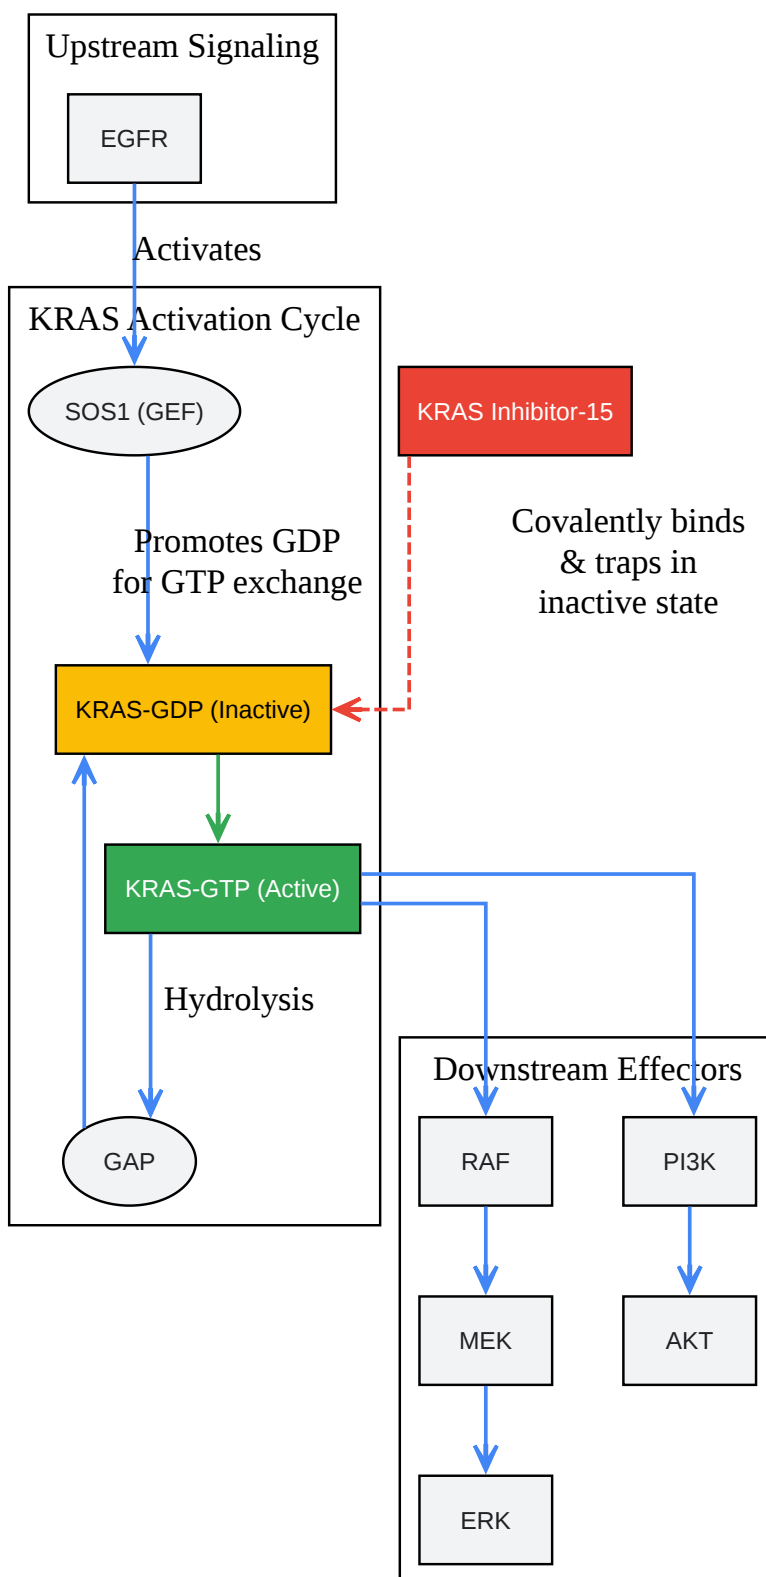 Upstream Signaling
EGFR
Activates
KRAS Activation Cycle
SOS1 (GEF)
KRAS Inhibitor-15
Covalently binds
& traps in
inactive state
Promotes GDP
for GTP exchange
KRAS-GDP (Inactive)
KRAS-GTP (Active)
Hydrolysis
GAP
Downstream Effectors
RAF
PI3K
MEK
AKT
ERK